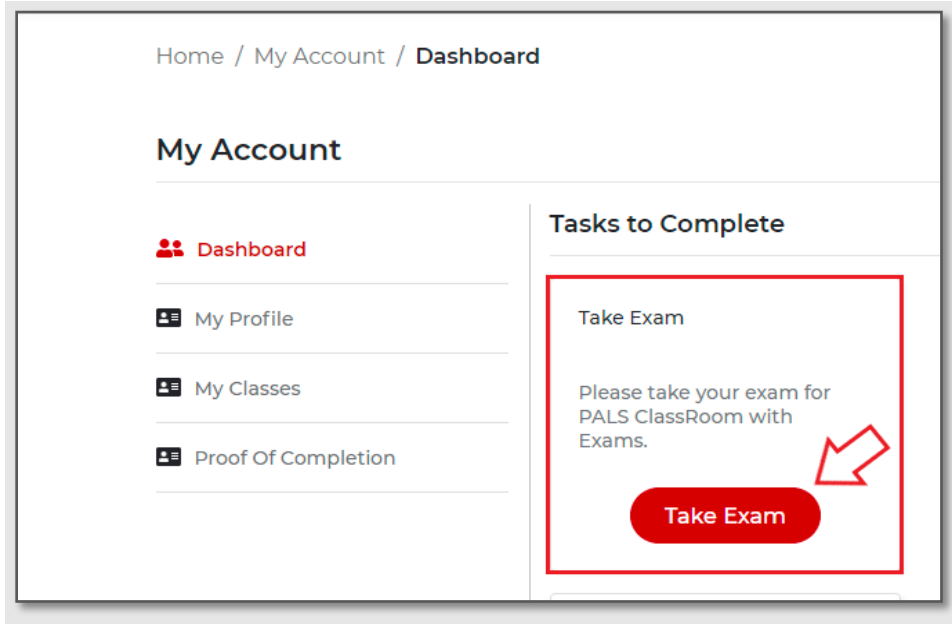 Home / My Account / Dashboard
My Account
Dashboard
My Profile
My Classes
Proof Of Completion
Tasks to Complete
Take Exam
Please take your exam for
PALS ClassRoom with
Exams.
Take Exam